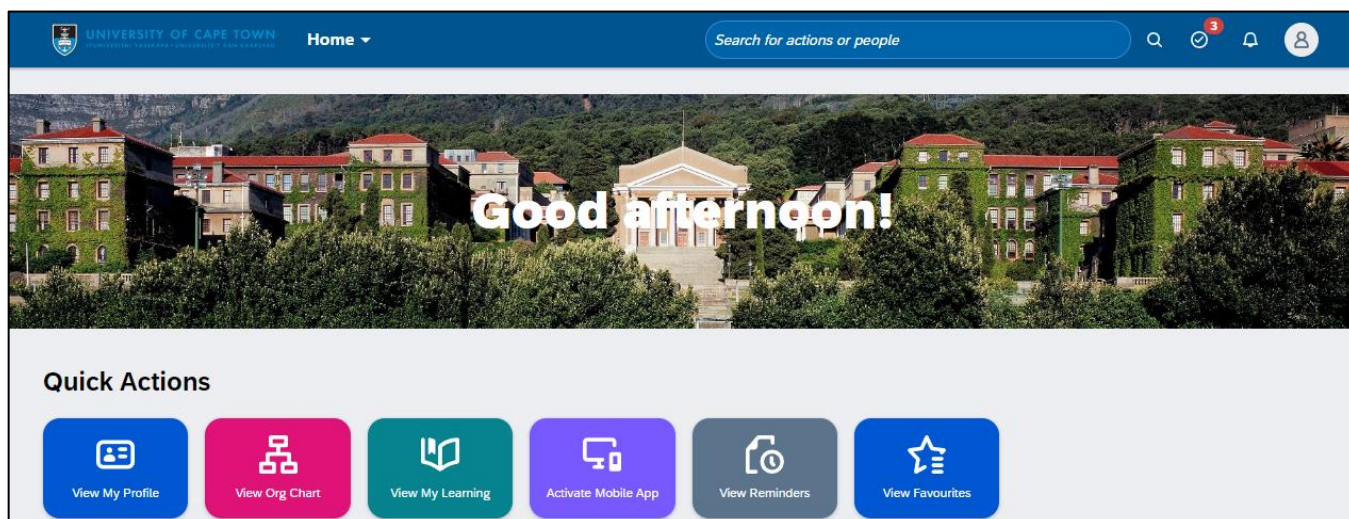 UNIVERSITY OF CAPE TOWN
Home
Search for actions or people
3
Good afternoon!
Quick Actions
View My Profile
View Org Chart
View My Learning
Activate Mobile App
View Reminders
View Favourites